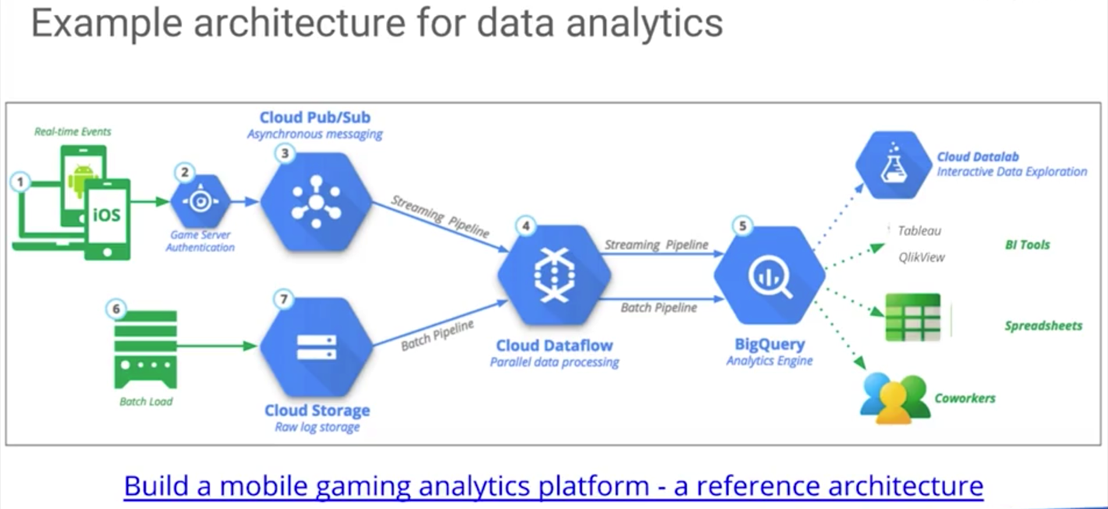 Example architecture for data analytics
Real-time Events
1
iOS
2
Game Server
Authentication
Cloud Pub/Sub
Asynchronous messaging
3
Streaming Pipeline
6
Batch Load
7
Cloud Storage
Raw log storage
Batch Pipeline
4
Cloud Dataflow
Parallel data processing
Streaming Pipeline
Batch Pipeline
5
BigQuery
Analytics Engine
Cloud Datalab
Interactive Data Exploration
Tableau
QlikView
BI Tools
Spreadsheets
Coworkers
Build a mobile gaming analytics platform - a reference architecture